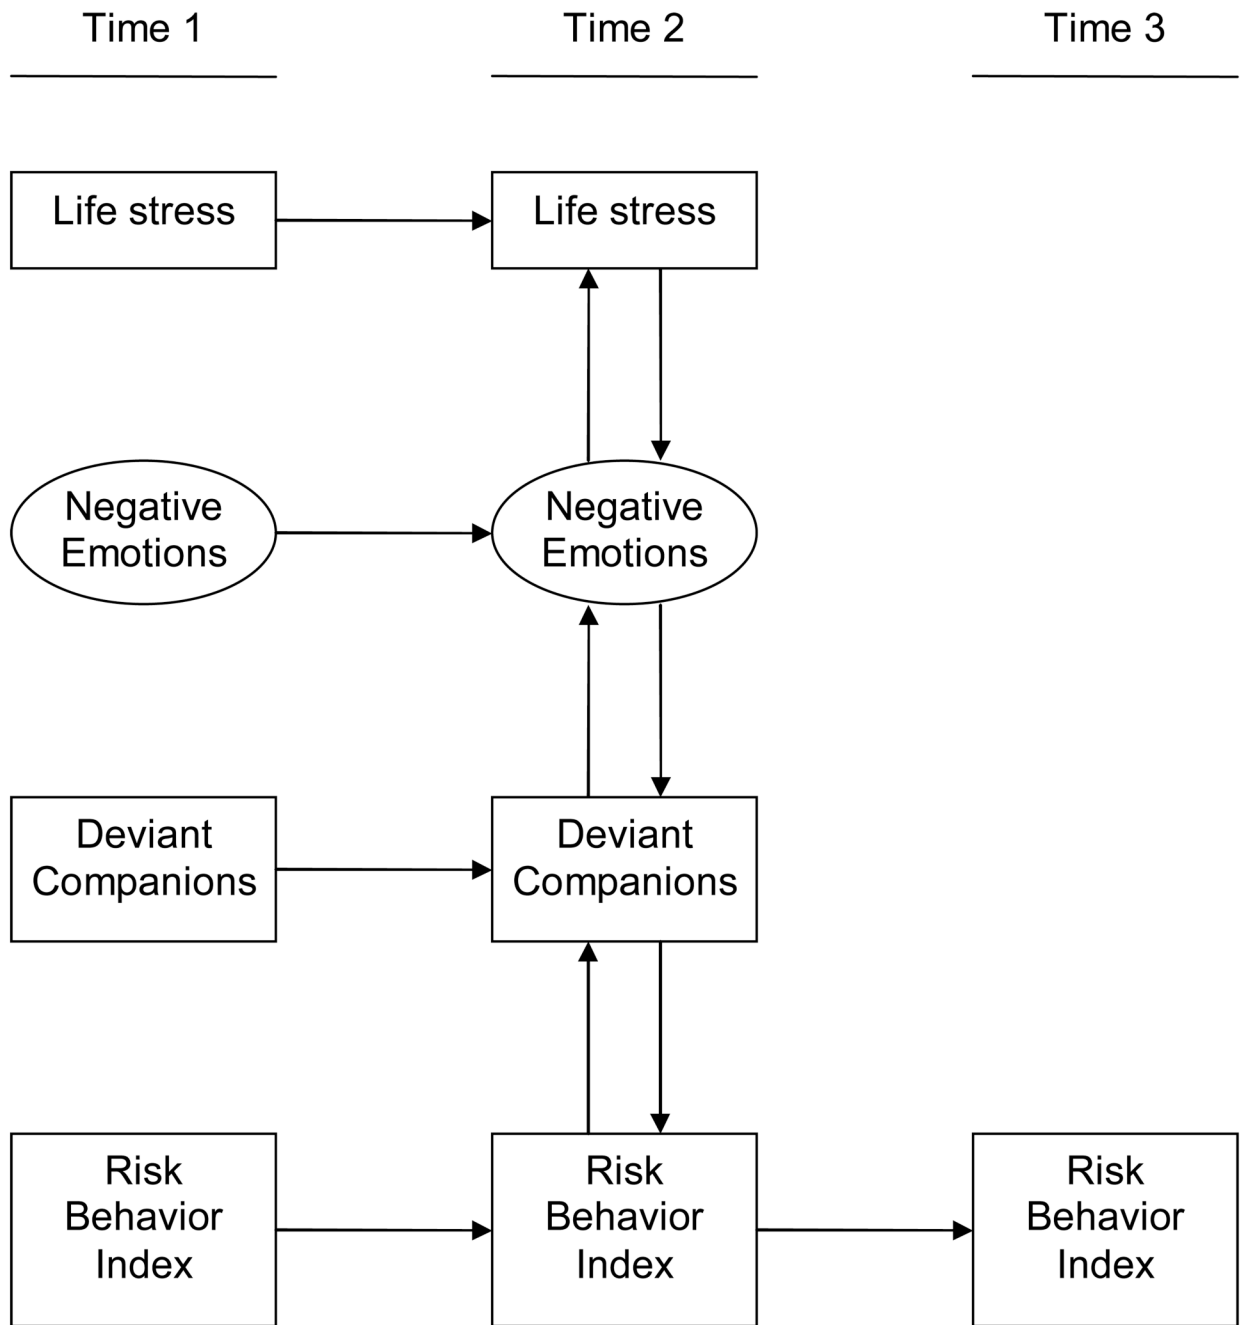 Time 1
Time 2
Time 3
Life stress
Life stress
Negative
Emotions
Negative
Emotions
Deviant
Companions
Deviant
Companions
Risk
Behavior
Index
Risk
Behavior
Index
Risk
Behavior
Index